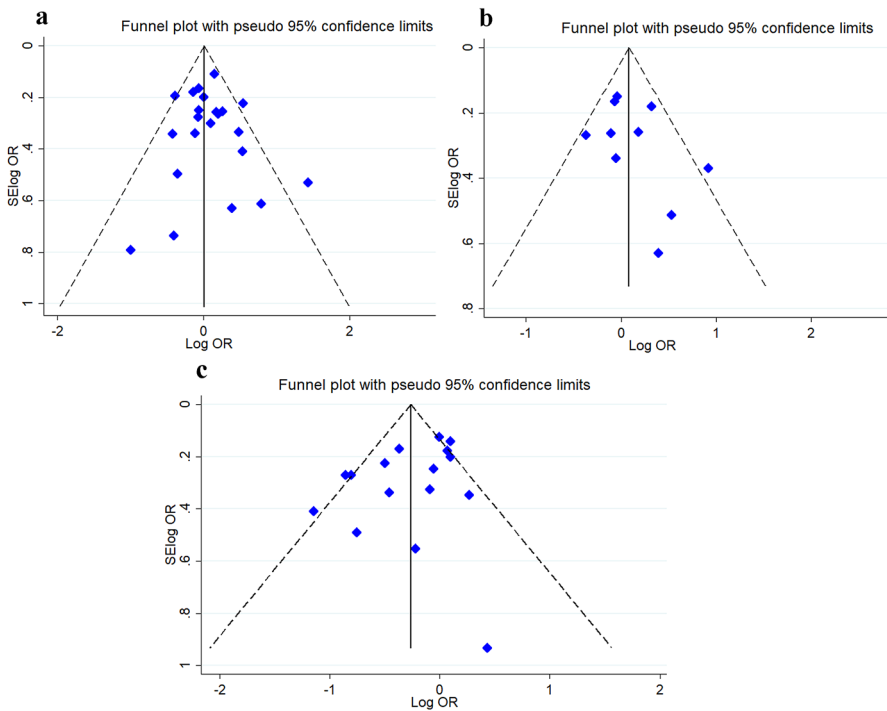 a
Funnel plot with pseudo 95% confidence limits
SElog OR
0
.2
.4
.6
.8
1
-2
0
2
Log OR
b
Funnel plot with pseudo 95% confidence limits
SElog OR
0
.2
.4
.6
.8
-1
0
1
2
Log OR
c
Funnel plot with pseudo 95% confidence limits
SElog OR
0
.2
.4
.6
.8
1
-2
-1
0
1
2
Log OR